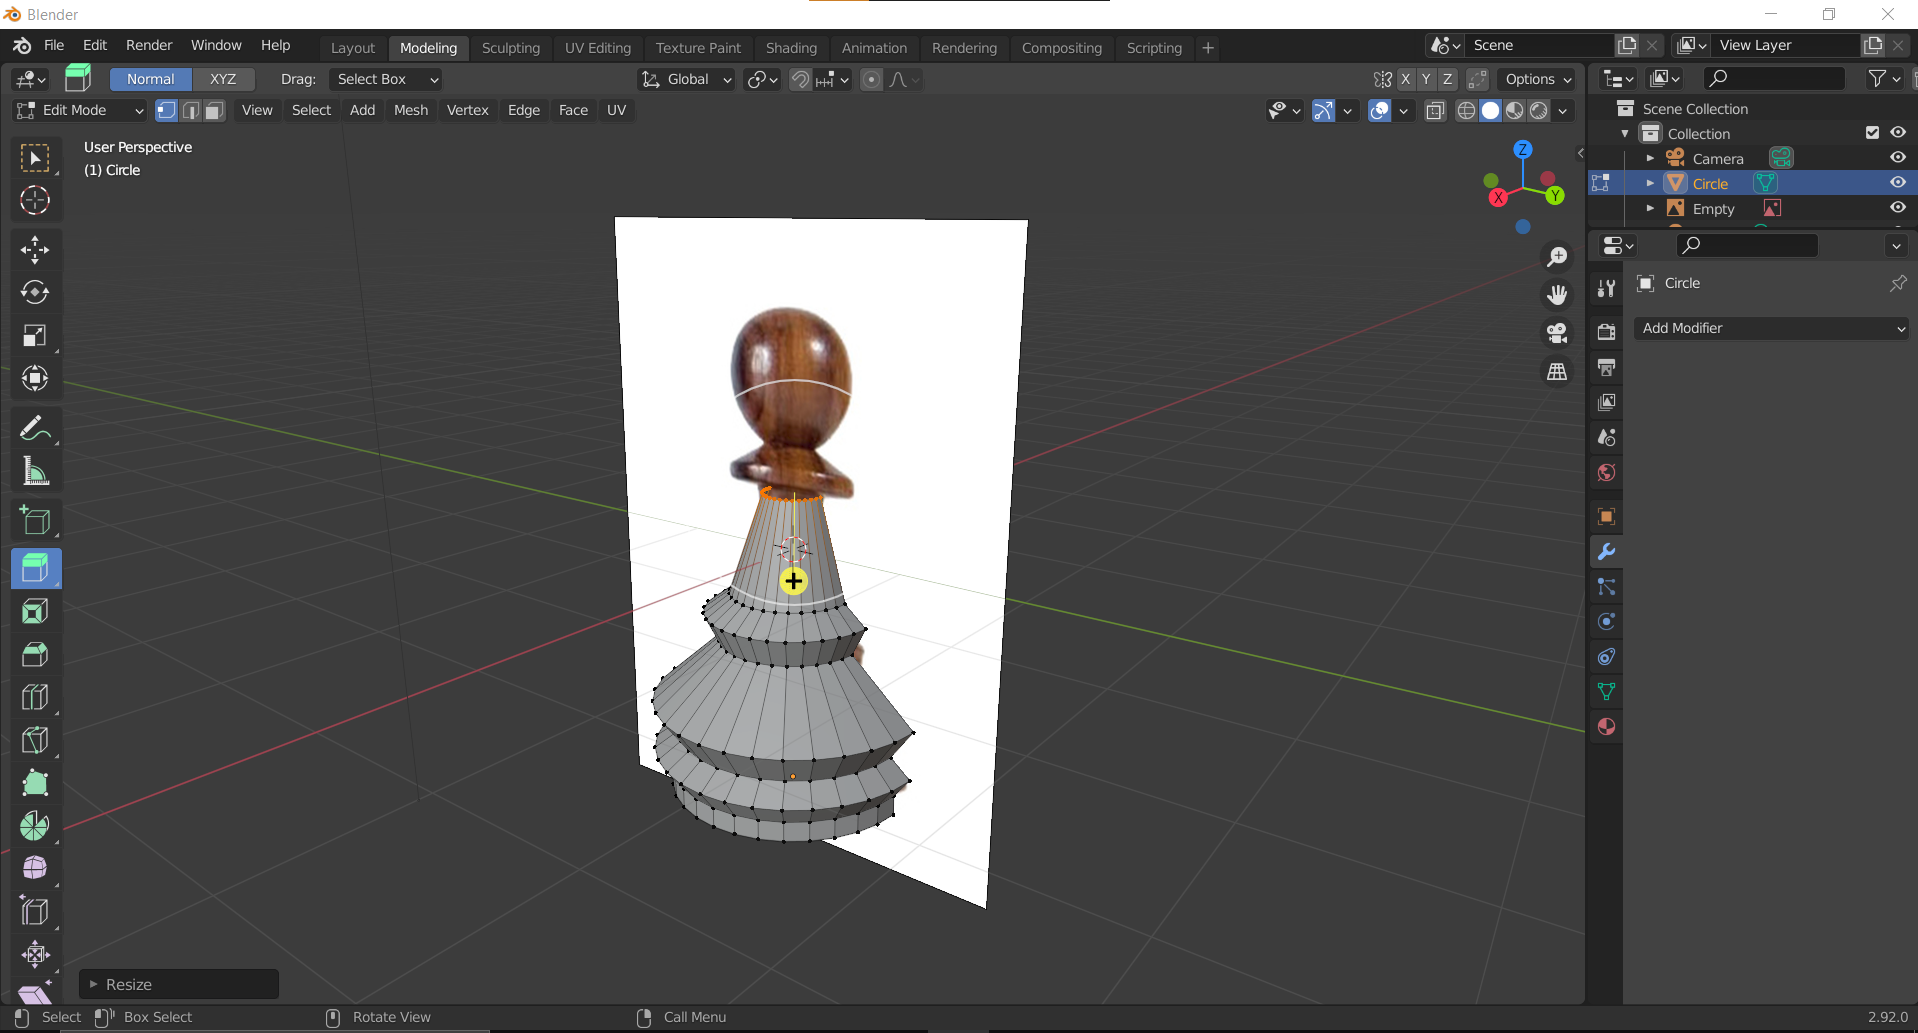 Blender
File Edit Render Window Help Layout Modeling Sculpting UV Editing Texture Paint Shading Animation Rendering Compositing Scripting + Scene View Layer
Normal XYZ Drag: Select Box Global X Y Z Options
Edit Mode View Select Add Mesh Vertex Edge Face UV
User Perspective
(1) Circle
Z
X
Y
Scene Collection
Collection
Camera
Circle
Empty
Circle
Add Modifier
Resize
Select Box Select Rotate View Call Menu 2.92.0